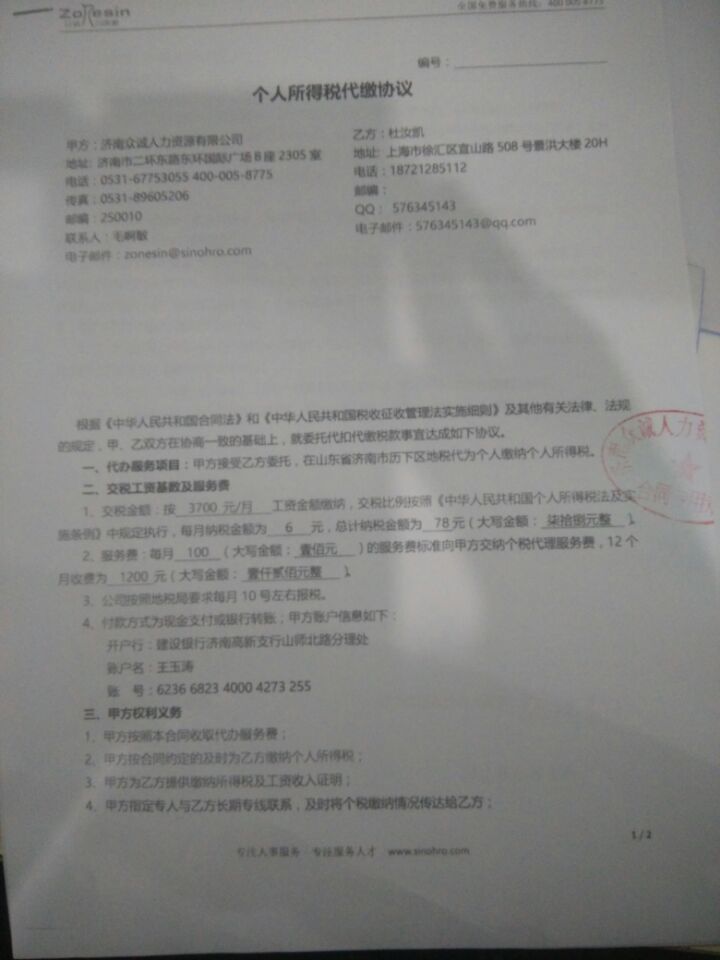 Zonesin
全国免费服务热线：400 005 8775
编号：
个人所得税代缴协议
甲方：济南众诚人力资源有限公司
地址：济南市二环东路东环国际广场B座2305室
电话：0531-67753055 400-005-8775
传真：0531-89605206
邮编：250010
联系人：毛啊敏
电子邮件：zonesin@sinohro.com
乙方：杜汝凯
地址：上海市徐汇区宜山路508号景洪大楼20H
电话：18721285112
邮编：
QQ：576345143
电子邮件：576345143@qq.com
根据《中华人民共和国合同法》和《中华人民共和国税收征收管理法实施细则》及其他有关法律、法规
的规定，甲、乙双方在协商一致的基础上，就委托代扣代缴税款事宜达成如下协议。
一、代办服务项目：甲方接受乙方委托，在山东省济南市历下区地税代为个人缴纳个人所得税。
二、交税工资基数及服务费
1、交税金额：按 3700 元/月 工资金额缴纳，交税比例按照《中华人民共和国个人所得税法及实
施条例》中规定执行，每月纳税金额为 6 元，总计纳税金额为 78元（大写金额：柒拾捌元整）。
2、服务费：每月 100 （大写金额：壹佰元）的服务费标准向甲方交纳个税代理服务费，12个
月收费为 1200 元（大写金额：壹仟贰佰元整）。
3、公司按照地税局要求每月10号左右报税。
4、付款方式为现金支付或银行转账；甲方账户信息如下：
开户行：建设银行济南高新支行山师北路分理处
账户名：王玉涛
账 号：6236 6823 4000 4273 255
三、甲方权利义务
1、甲方按照本合同收取代办服务费；
2、甲方按合同约定的及时为乙方缴纳个人所得税；
3、甲方为乙方提供缴纳所得税及工资收入证明；
4、甲方指定专人与乙方长期专线联系，及时将个税缴纳情况传达给乙方；
1 / 2
专注人事服务 专注服务人才 www.sinohro.com
众诚人力资
合同专用